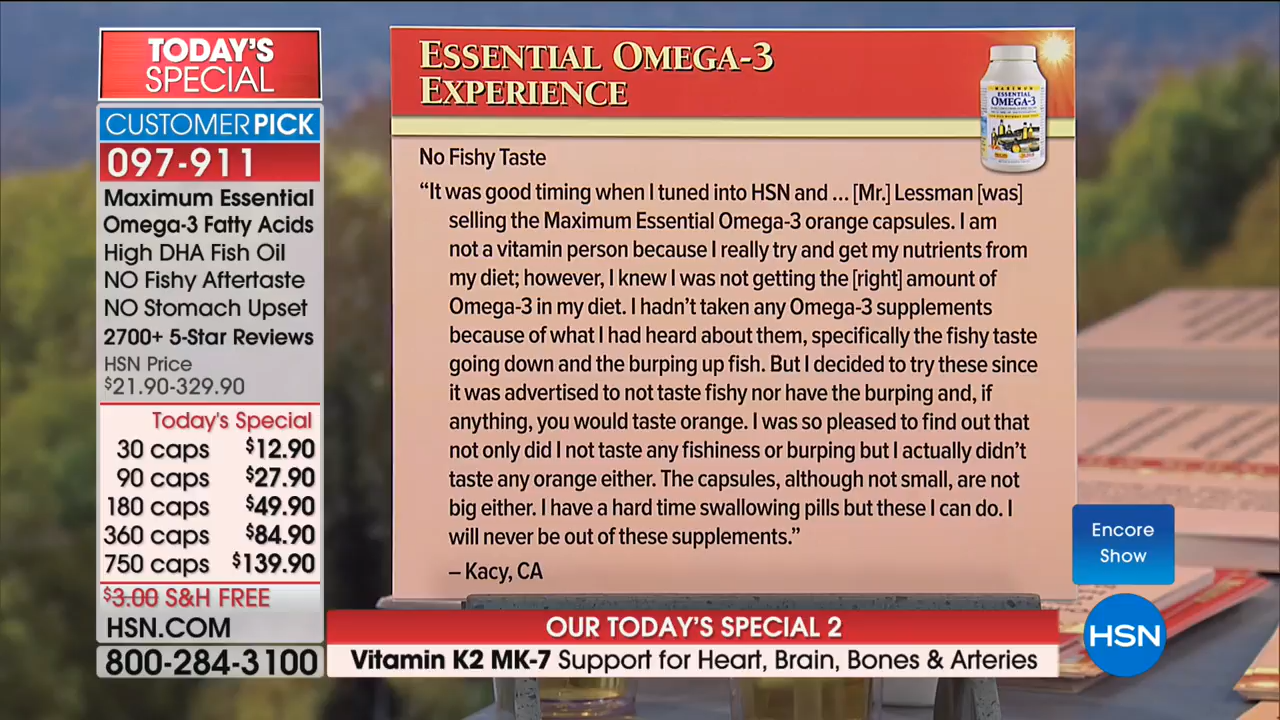 TODAY'S
SPECIAL
CUSTOMER PICK
097-911
Maximum Essential
Omega-3 Fatty Acids
High DHA Fish Oil
NO Fishy Aftertaste
NO Stomach Upset
2700+ 5-Star Reviews
HSN Price
$21.90-329.90
Today's Special
30 caps $12.90
90 caps $27.90
180 caps $49.90
360 caps $84.90
750 caps $139.90
$3.00 S&H FREE
HSN.COM
800-284-3100
ESSENTIAL OMEGA-3
EXPERIENCE
MAXIMUM
ESSENTIAL
OMEGA-3
No Fishy Taste
“It was good timing when I tuned into HSN and ... [Mr.] Lessman [was]
selling the Maximum Essential Omega-3 orange capsules. I am
not a vitamin person because I really try and get my nutrients from
my diet; however, I knew I was not getting the [right] amount of
Omega-3 in my diet. I hadn’t taken any Omega-3 supplements
because of what I had heard about them, specifically the fishy taste
going down and the burping up fish. But I decided to try these since
it was advertised to not taste fishy nor have the burping and, if
anything, you would taste orange. I was so pleased to find out that
not only did I not taste any fishiness or burping but I actually didn’t
taste any orange either. The capsules, although not small, are not
big either. I have a hard time swallowing pills but these I can do. I
will never be out of these supplements.”
– Kacy, CA
Encore
Show
HSN
OUR TODAY'S SPECIAL 2
Vitamin K2 MK-7 Support for Heart, Brain, Bones & Arteries